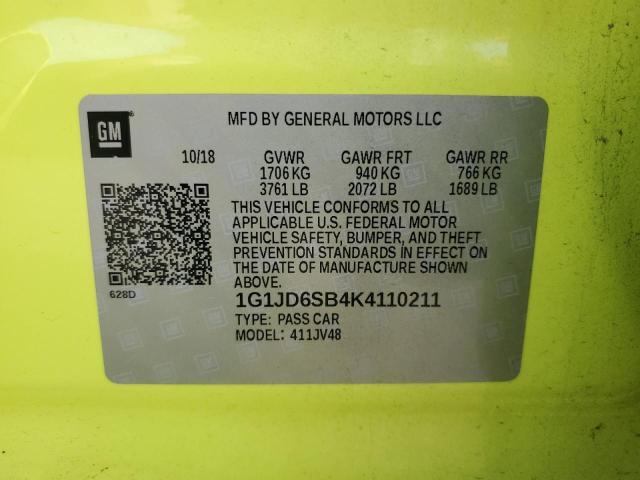 GM
MFD BY GENERAL MOTORS LLC
10/18 GVWR GAWR FRT GAWR RR
1706 KG 940 KG 766 KG
3761 LB 2072 LB 1689 LB
THIS VEHICLE CONFORMS TO ALL
APPLICABLE U.S. FEDERAL MOTOR
VEHICLE SAFETY, BUMPER, AND THEFT
PREVENTION STANDARDS IN EFFECT ON
THE DATE OF MANUFACTURE SHOWN
ABOVE.
628D
1G1JD6SB4K4110211
TYPE: PASS CAR
MODEL: 411JV48